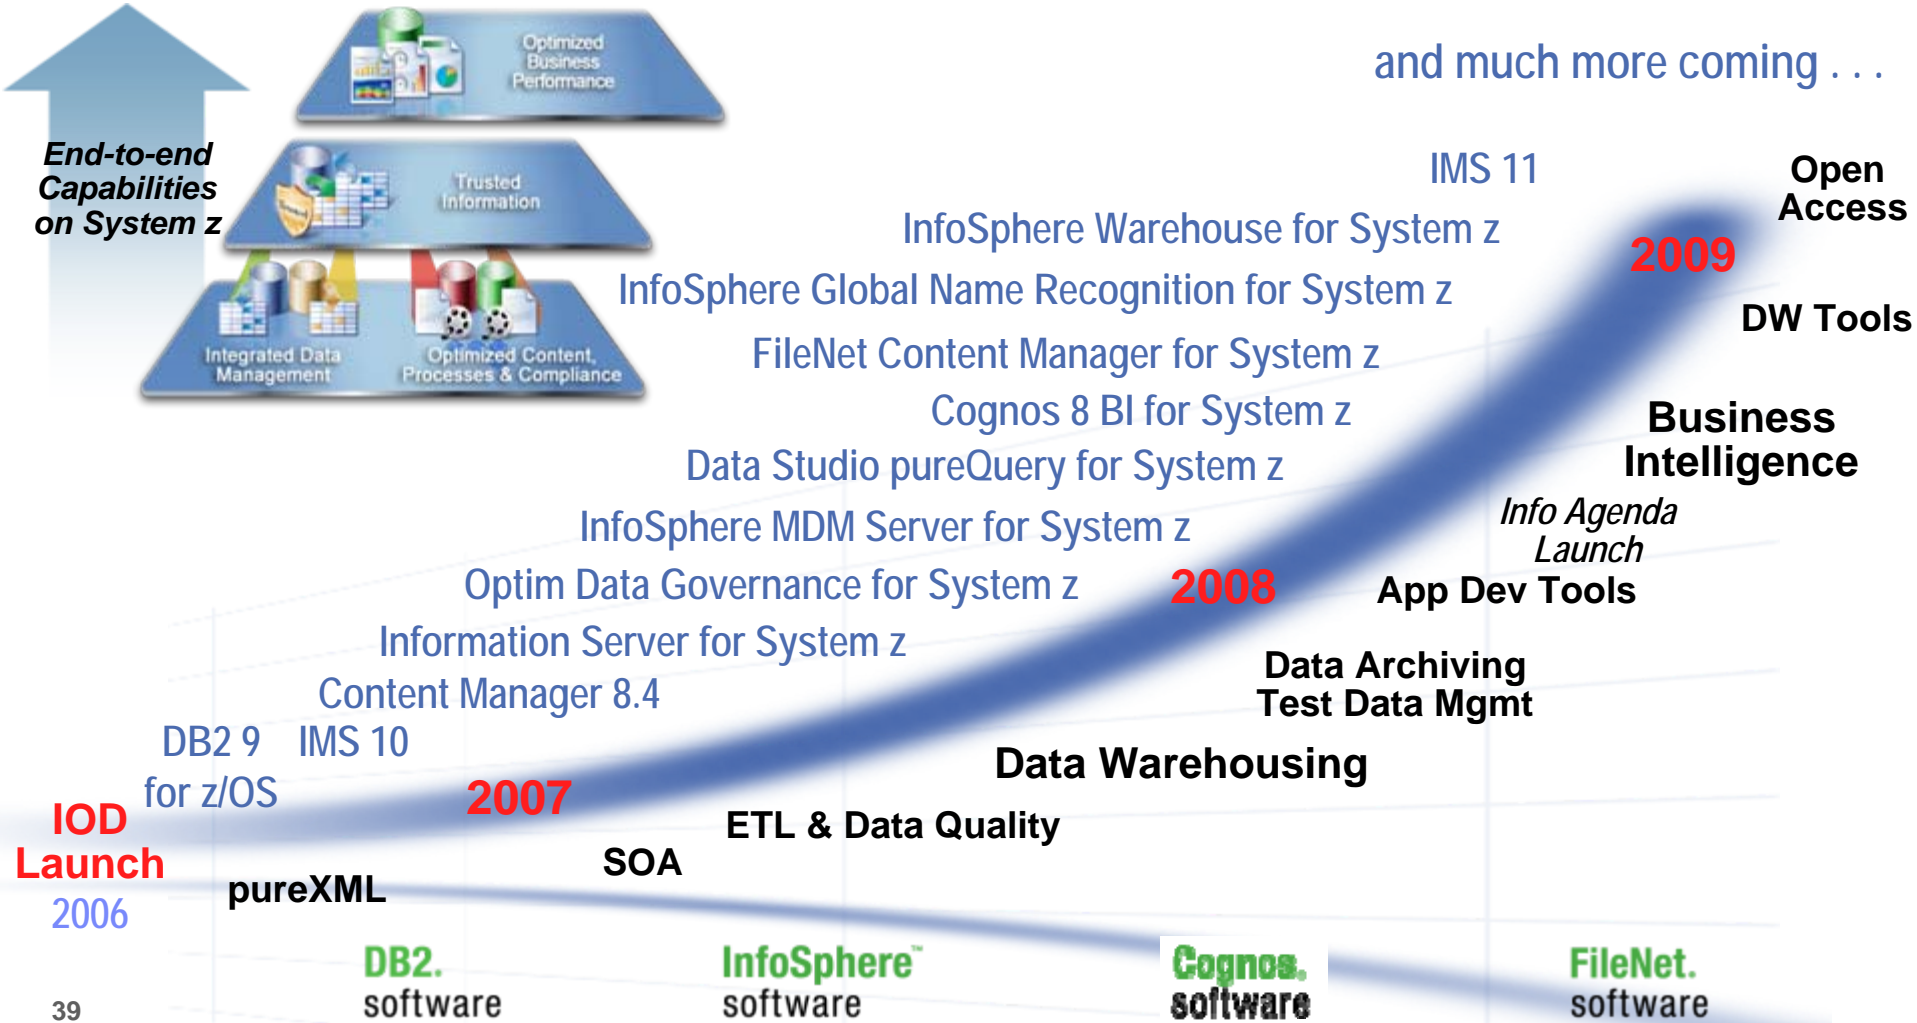 Optimized
Business
Performance
and much more coming . . .
End-to-end
Capabilities
on System z
Trusted
Information
IMS 11
Open
Access
InfoSphere Warehouse for System z
2009
InfoSphere Global Name Recognition for System z
DW Tools
Integrated Data
Management
Optimized Content,
Processes & Compliance
FileNet Content Manager for System z
Cognos 8 BI for System z
Business
Intelligence
Data Studio pureQuery for System z
Info Agenda
Launch
InfoSphere MDM Server for System z
Optim Data Governance for System z
2008
App Dev Tools
Information Server for System z
Data Archiving
Test Data Mgmt
Content Manager 8.4
DB2 9
for z/OS
IMS 10
Data Warehousing
2007
IOD
Launch
2006
ETL & Data Quality
SOA
pureXML
DB2.
software
InfoSphere™
software
Cognos.
software
FileNet.
software
39